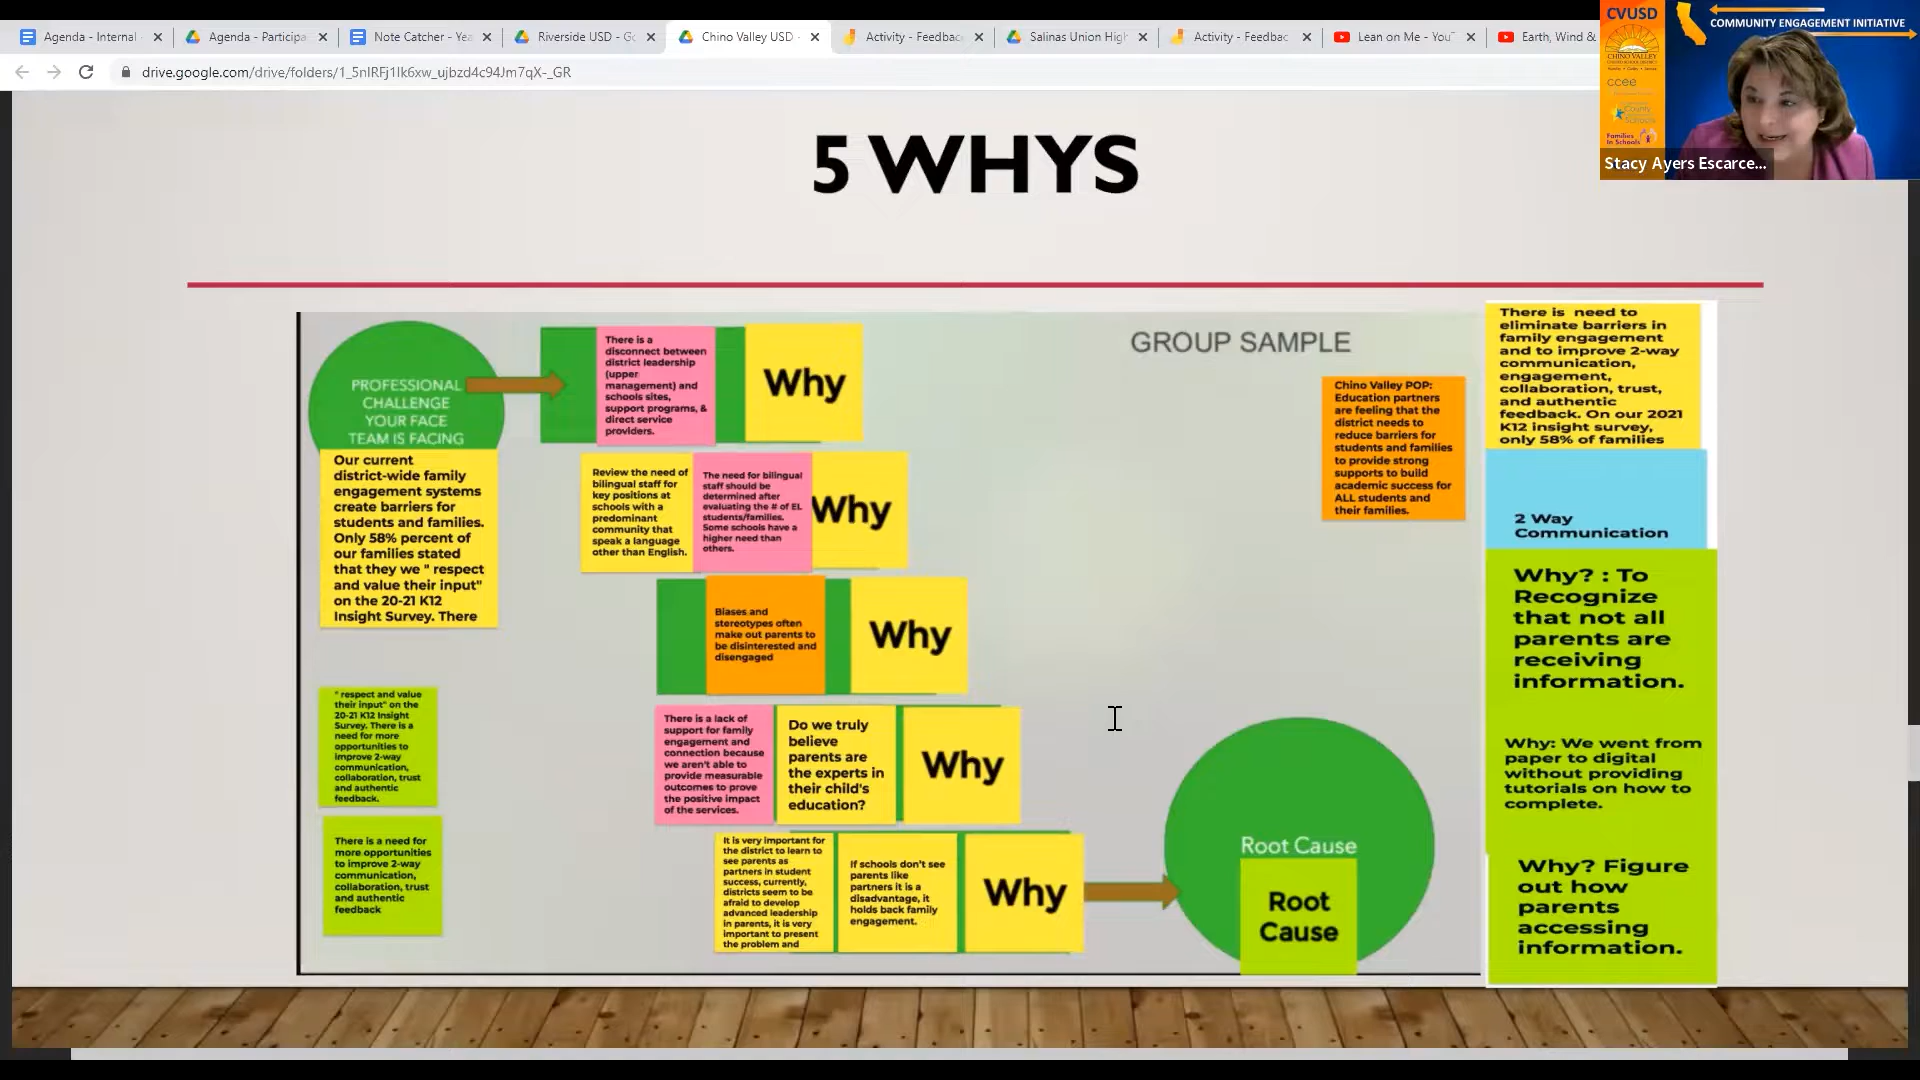 Agenda - Internal
Agenda - Participa
Note Catcher - Yea
Riverside USD - Go
Chino Valley USD -
Activity - Feedbac
Salinas Union High
Activity - Feedbac
Lean on Me - YouT
Earth, Wind &
drive.google.com/drive/folders/1_5nIRFj1Ik6xw_ujbzd4c94Jm7qX-_GR
CVUSD
CHINO VALLEY
ccee
County
Schools
Families
In Schools
COMMUNITY ENGAGEMENT INITIATIVE
Stacy Ayers Escarce...
5 WHYS
GROUP SAMPLE
PROFESSIONAL
CHALLENGE
YOUR FACE
TEAM IS FACING
Our current
district-wide family
engagement systems
create barriers for
students and families.
Only 58% percent of
our families stated
that they we " respect
and value their input"
on the 20-21 K12
Insight Survey. There
" respect and value
their input" on the
20-21 K12 Insight
Survey. There is a
need for more
opportunities to
improve 2-way
communication,
collaboration, trust
and authentic
feedback.
There is a need for
more opportunities
to improve 2-way
communication,
collaboration, trust
and authentic
feedback
There is a
disconnect between
district leadership
(upper
management) and
schools sites,
support programs, &
direct service
providers.
Why
Review the need of
bilingual staff for
key positions at
schools with a
predominant
community that
speak a language
other than English.
The need for bilingual
staff should be
determined after
evaluating the # of EL
students/families.
Some schools have a
higher need than
others.
Why
Biases and
stereotypes often
make out parents to
be disinterested and
disengaged
Why
There is a lack of
support for family
engagement and
connection because
we aren't able to
provide measurable
outcomes to prove
the positive impact
of the services.
Do we truly
believe
parents are
the experts in
their child's
education?
Why
It is very important for
the district to learn to
see parents as
partners in student
success, currently,
districts seem to be
afraid to develop
advanced leadership
in parents, it is very
important to present
the problem and
If schools don't see
parents like
partners it is a
disadvantage, it
holds back family
engagement.
Why
Root Cause
Root
Cause
Chino Valley POP:
Education partners
are feeling that the
district needs to
reduce barriers for
students and families
to provide strong
supports to build
academic success for
ALL students and
their families.
There is need to
eliminate barriers in
family engagement
and to improve 2-way
communication,
engagement,
collaboration, trust,
and authentic
feedback. On our 2021
K12 insight survey,
only 58% of families
2 Way
Communication
Why? : To
Recognize
that not all
parents are
receiving
information.
Why: We went from
paper to digital
without providing
tutorials on how to
complete.
Why? Figure
out how
parents
accessing
information.